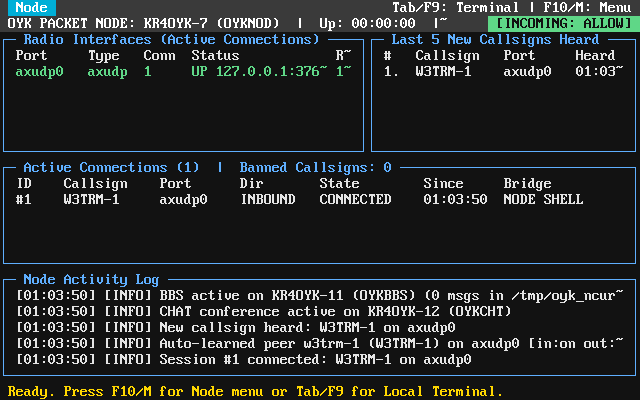 Node Tab/F9: Terminal | F10/M: Menu
OYK PACKET NODE: KR4OYK-7 (OYKNOD) | Up: 00:00:00 |~ [INCOMING: ALLOW]
Radio Interfaces (Active Connections)
Port Type Conn Status R~
axudp0 axudp 1 UP 127.0.0.1:376~ 1~
Last 5 New Callsigns Heard
# Callsign Port Heard
1. W3TRM-1 axudp0 01:03~
Active Connections (1) | Banned Callsigns: 0
ID Callsign Port Dir State Since Bridge
#1 W3TRM-1 axudp0 INBOUND CONNECTED 01:03:50 NODE SHELL
Node Activity Log
[01:03:50] [INFO] BBS active on KR4OYK-11 (OYKBBS) (0 msgs in /tmp/oyk_ncur~
[01:03:50] [INFO] CHAT conference active on KR4OYK-12 (OYKCHT)
[01:03:50] [INFO] New callsign heard: W3TRM-1 on axudp0
[01:03:50] [INFO] Auto-learned peer w3trm-1 (W3TRM-1) on axudp0 [in:on out:~
[01:03:50] [INFO] Session #1 connected: W3TRM-1 on axudp0
Ready. Press F10/M for Node menu or Tab/F9 for Local Terminal.